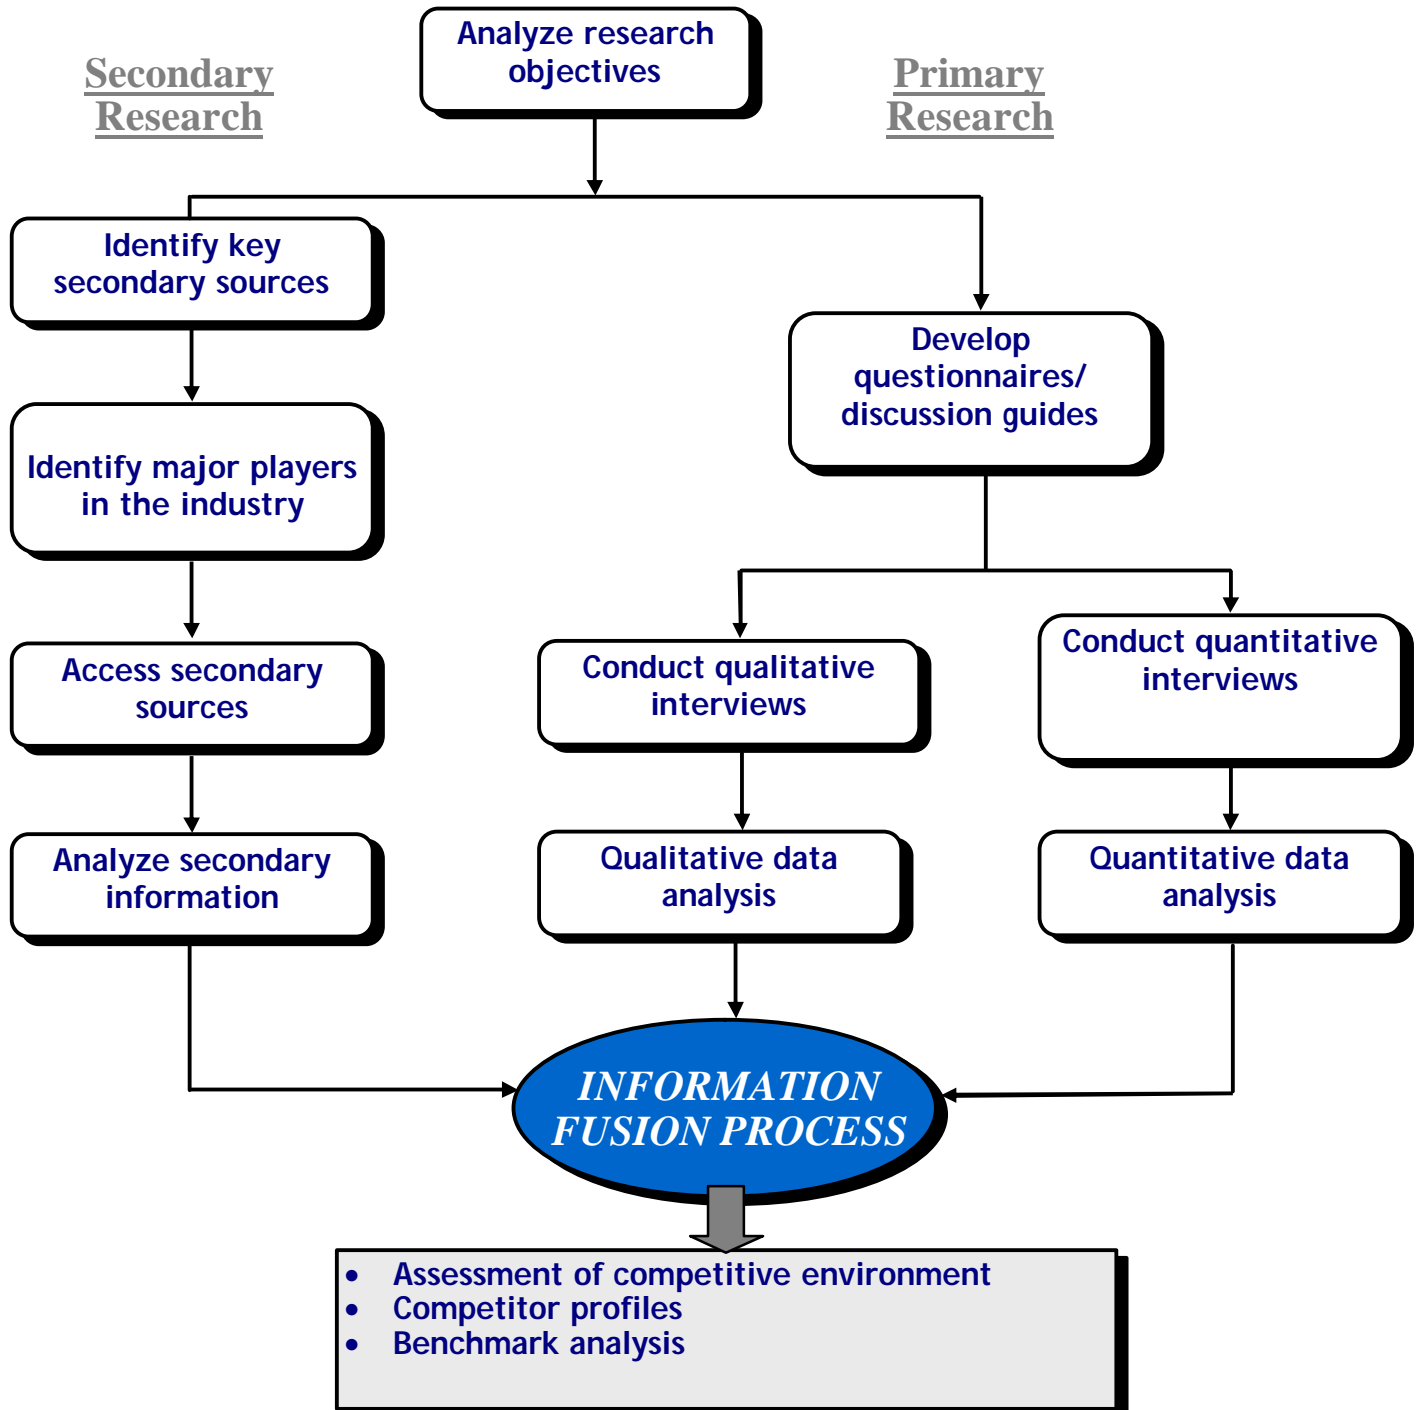 Analyze research
objectives
Secondary
Research
Primary
Research
Identify key
secondary sources
Develop
questionnaires/
discussion guides
Identify major players
in the industry
Access secondary
sources
Conduct qualitative
interviews
Conduct quantitative
interviews
Analyze secondary
information
Qualitative data
analysis
Quantitative data
analysis
INFORMATION
FUSION PROCESS
• Assessment of competitive environment
• Competitor profiles
• Benchmark analysis